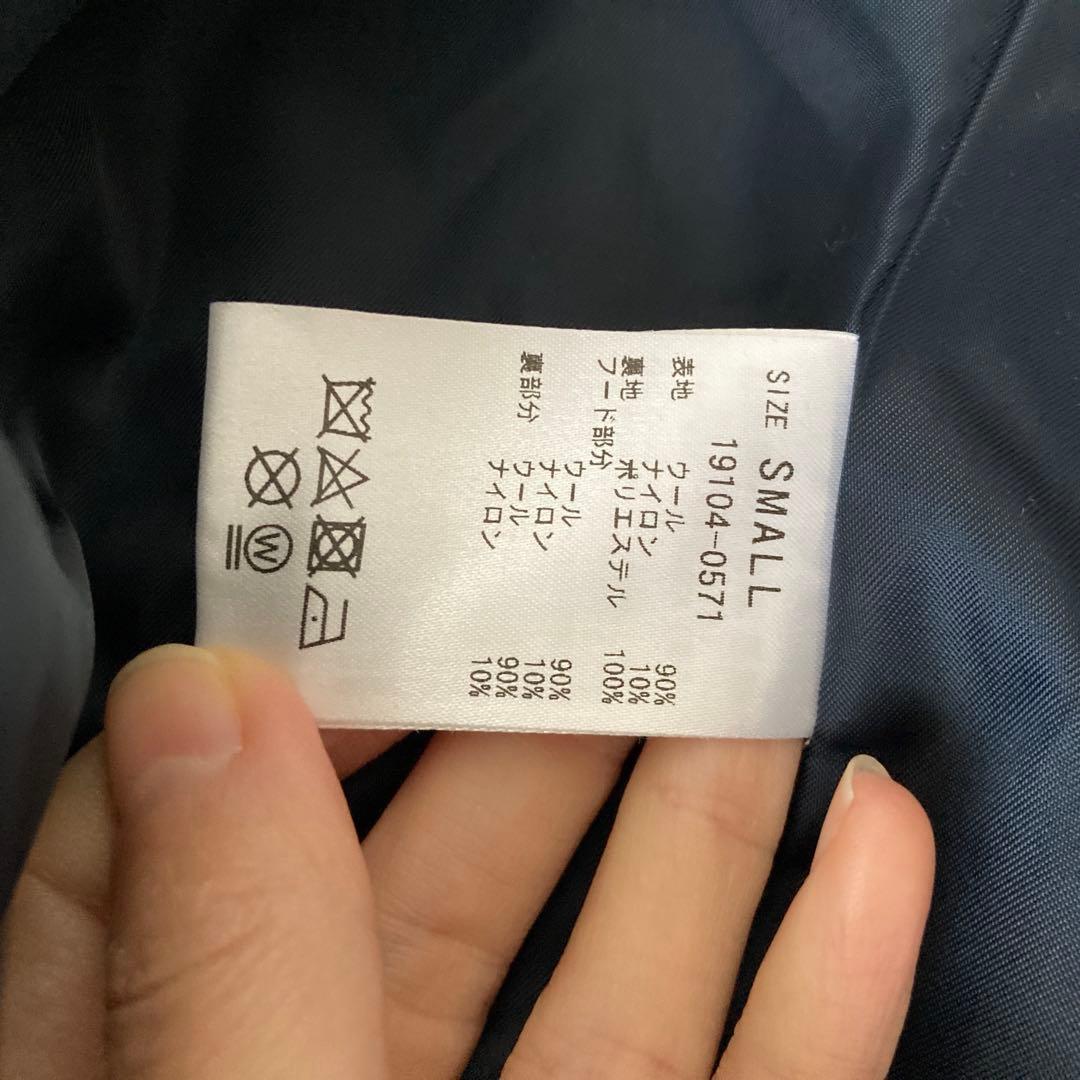 SIZE SMALL
19104-0571
表地 ウール 90%
ナイロン 10%
裏地 ポリエステル 100%
フード部分
ウール 90%
ナイロン 10%
裏部分 ウール 90%
ナイロン 10%
W